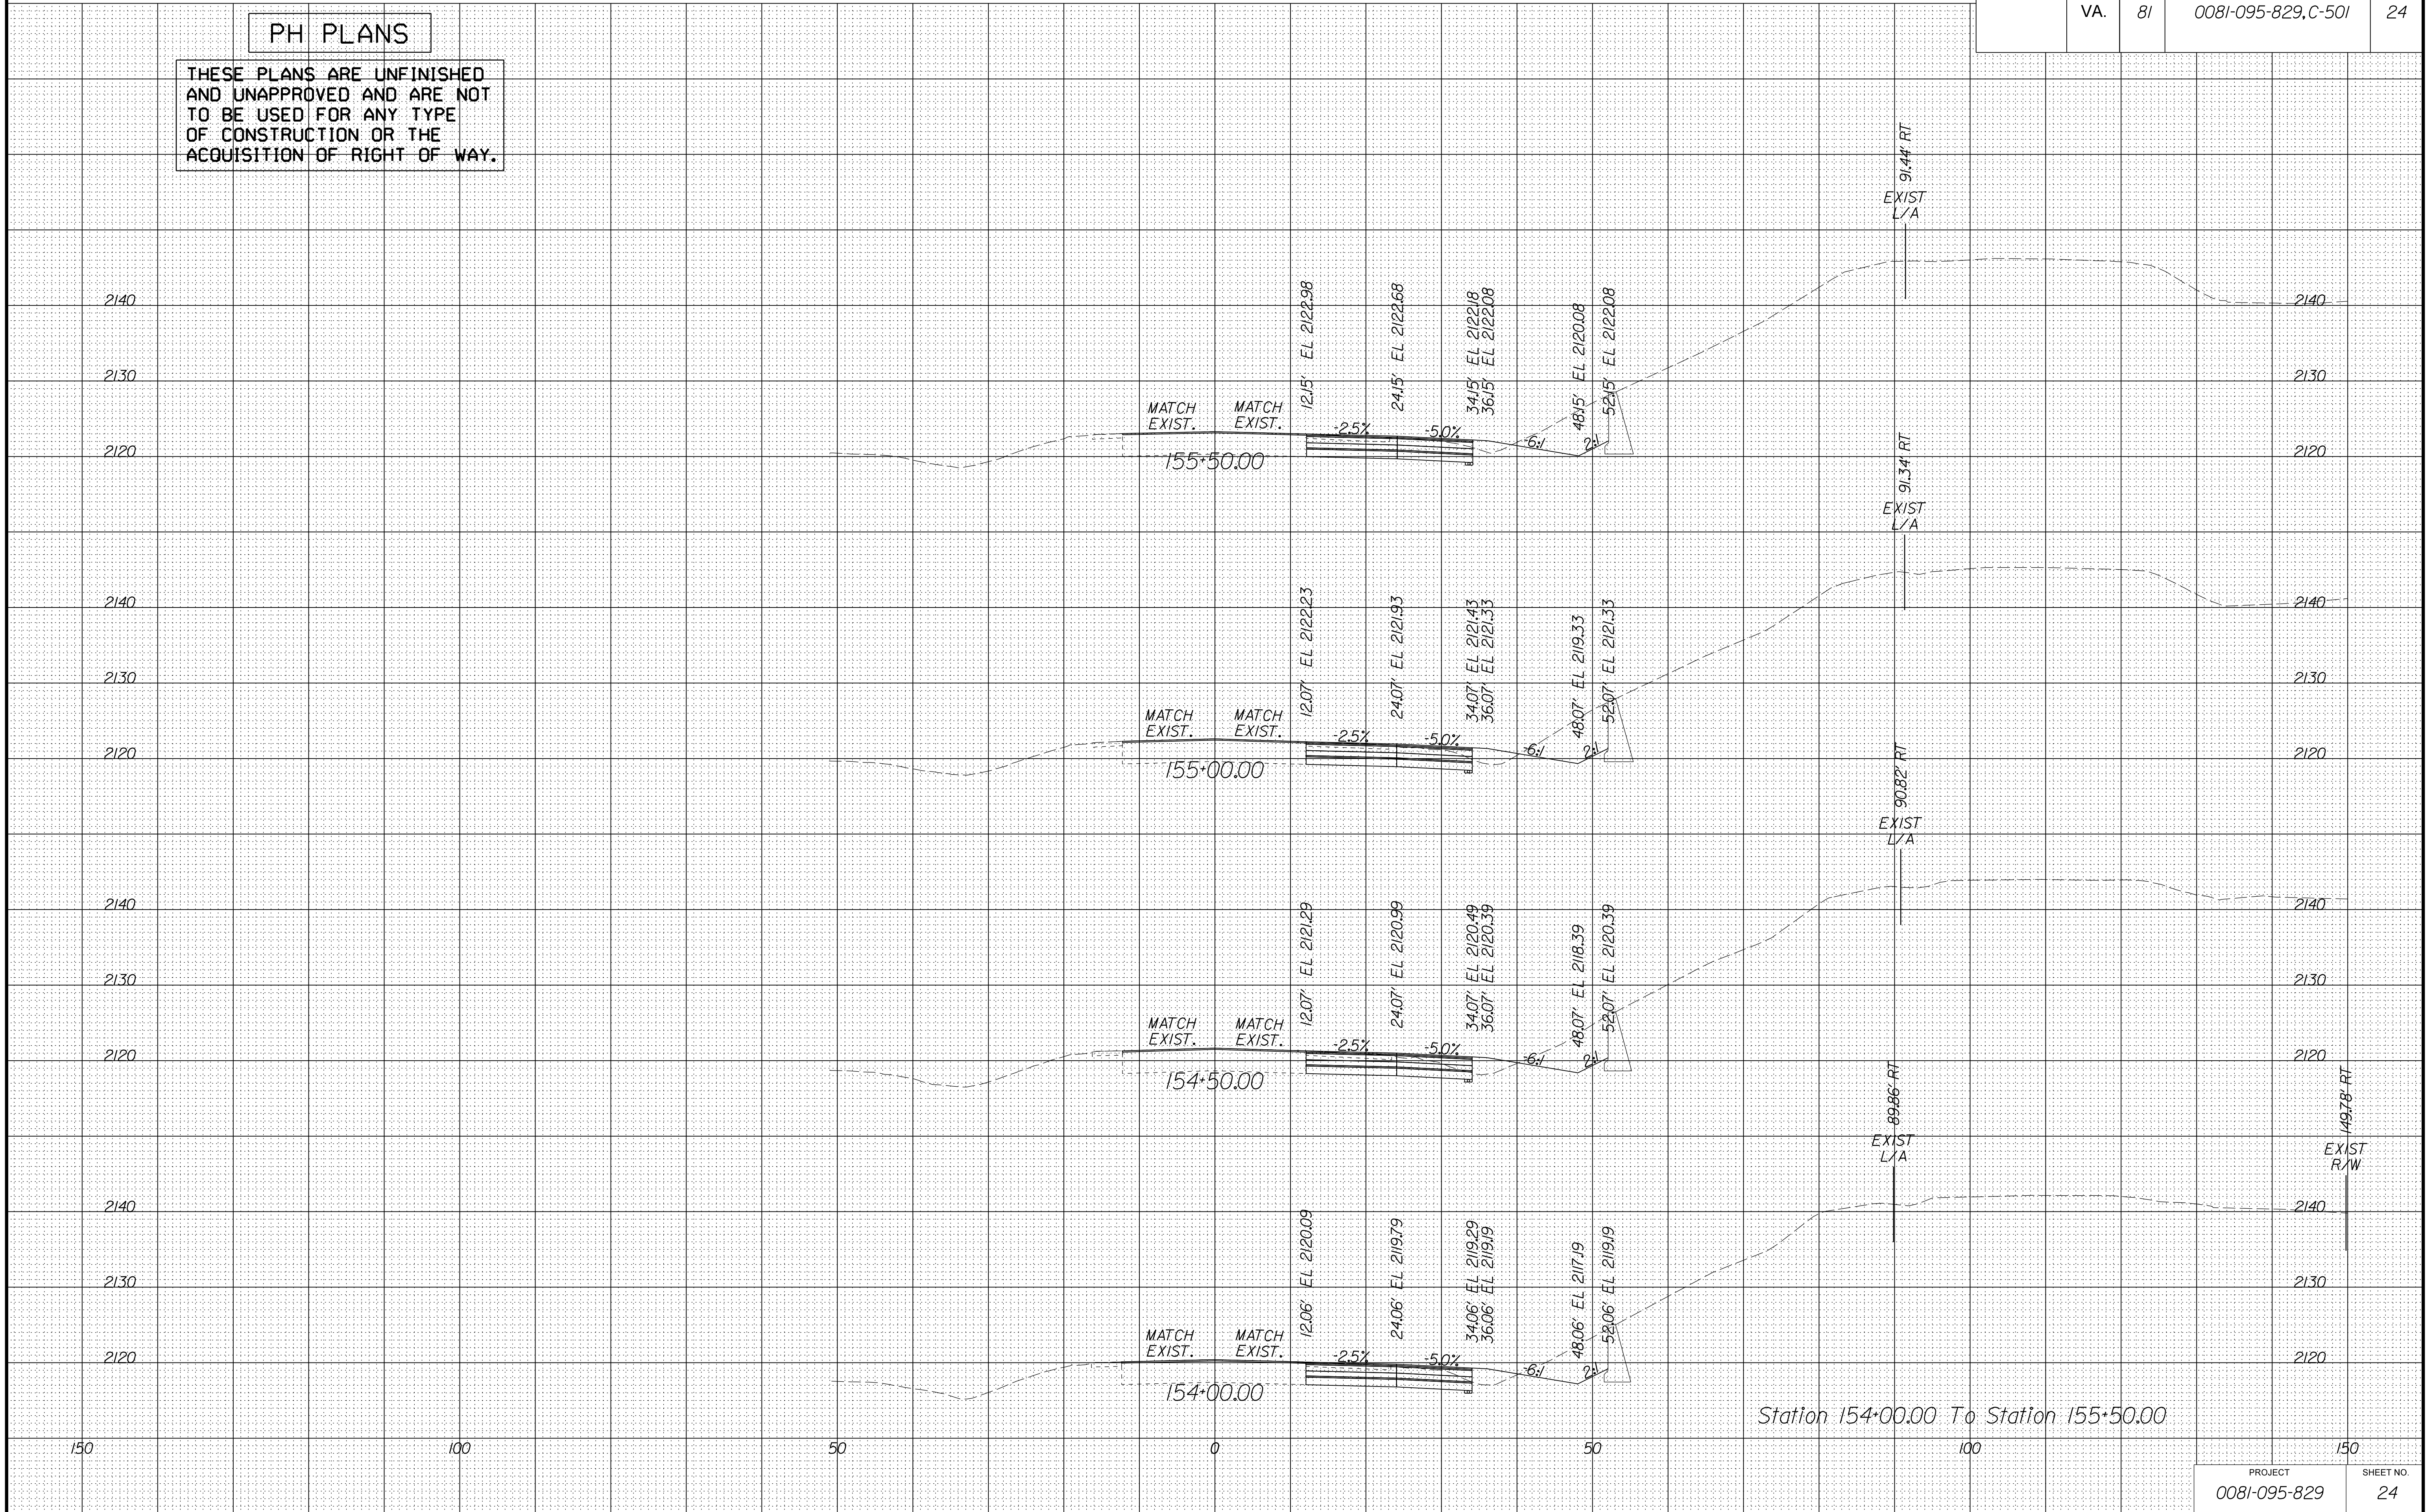 PH PLANS
THESE PLANS ARE UNFINISHED
AND UNAPPROVED AND ARE NOT
TO BE USED FOR ANY TYPE
OF CONSTRUCTION OR THE
ACQUISITION OF RIGHT OF WAY.
VA. 81 0081-095-829, C-501 24
91.44' RT
EXIST
L/A
2140 2140
2130 2130
2120 2120
MATCH
EXIST.
MATCH
EXIST.
12.15' EL 2122.98
24.15' EL 2122.68
34.15' EL 2122.18
36.15' EL 2122.08
48.15' EL 2120.08
52.15' EL 2122.08
-2.5%
-5.0%
-6:1
2:1
155+50.00
91.34' RT
EXIST
L/A
2140 2140
2130 2130
2120 2120
MATCH
EXIST.
MATCH
EXIST.
12.07' EL 2122.23
24.07' EL 2121.93
34.07' EL 2121.43
36.07' EL 2121.33
48.07' EL 2119.33
52.07' EL 2121.33
-2.5%
-5.0%
-6:1
2:1
155+00.00
90.82' RT
EXIST
L/A
2140 2140
2130 2130
2120 2120
MATCH
EXIST.
MATCH
EXIST.
12.07' EL 2121.29
24.07' EL 2120.99
34.07' EL 2120.49
36.07' EL 2120.39
48.07' EL 2118.39
52.07' EL 2120.39
-2.5%
-5.0%
-6:1
2:1
154+50.00
89.86' RT
EXIST
L/A
149.78' RT
EXIST
R/W
2140 2140
2130 2130
2120 2120
MATCH
EXIST.
MATCH
EXIST.
12.06' EL 2120.09
24.06' EL 2119.79
34.06' EL 2119.29
36.06' EL 2119.19
48.06' EL 2117.19
52.06' EL 2119.19
-2.5%
-5.0%
-6:1
2:1
154+00.00
Station 154+00.00 To Station 155+50.00
150 100 50 0 50 100 150
PROJECT SHEET NO.
0081-095-829 24